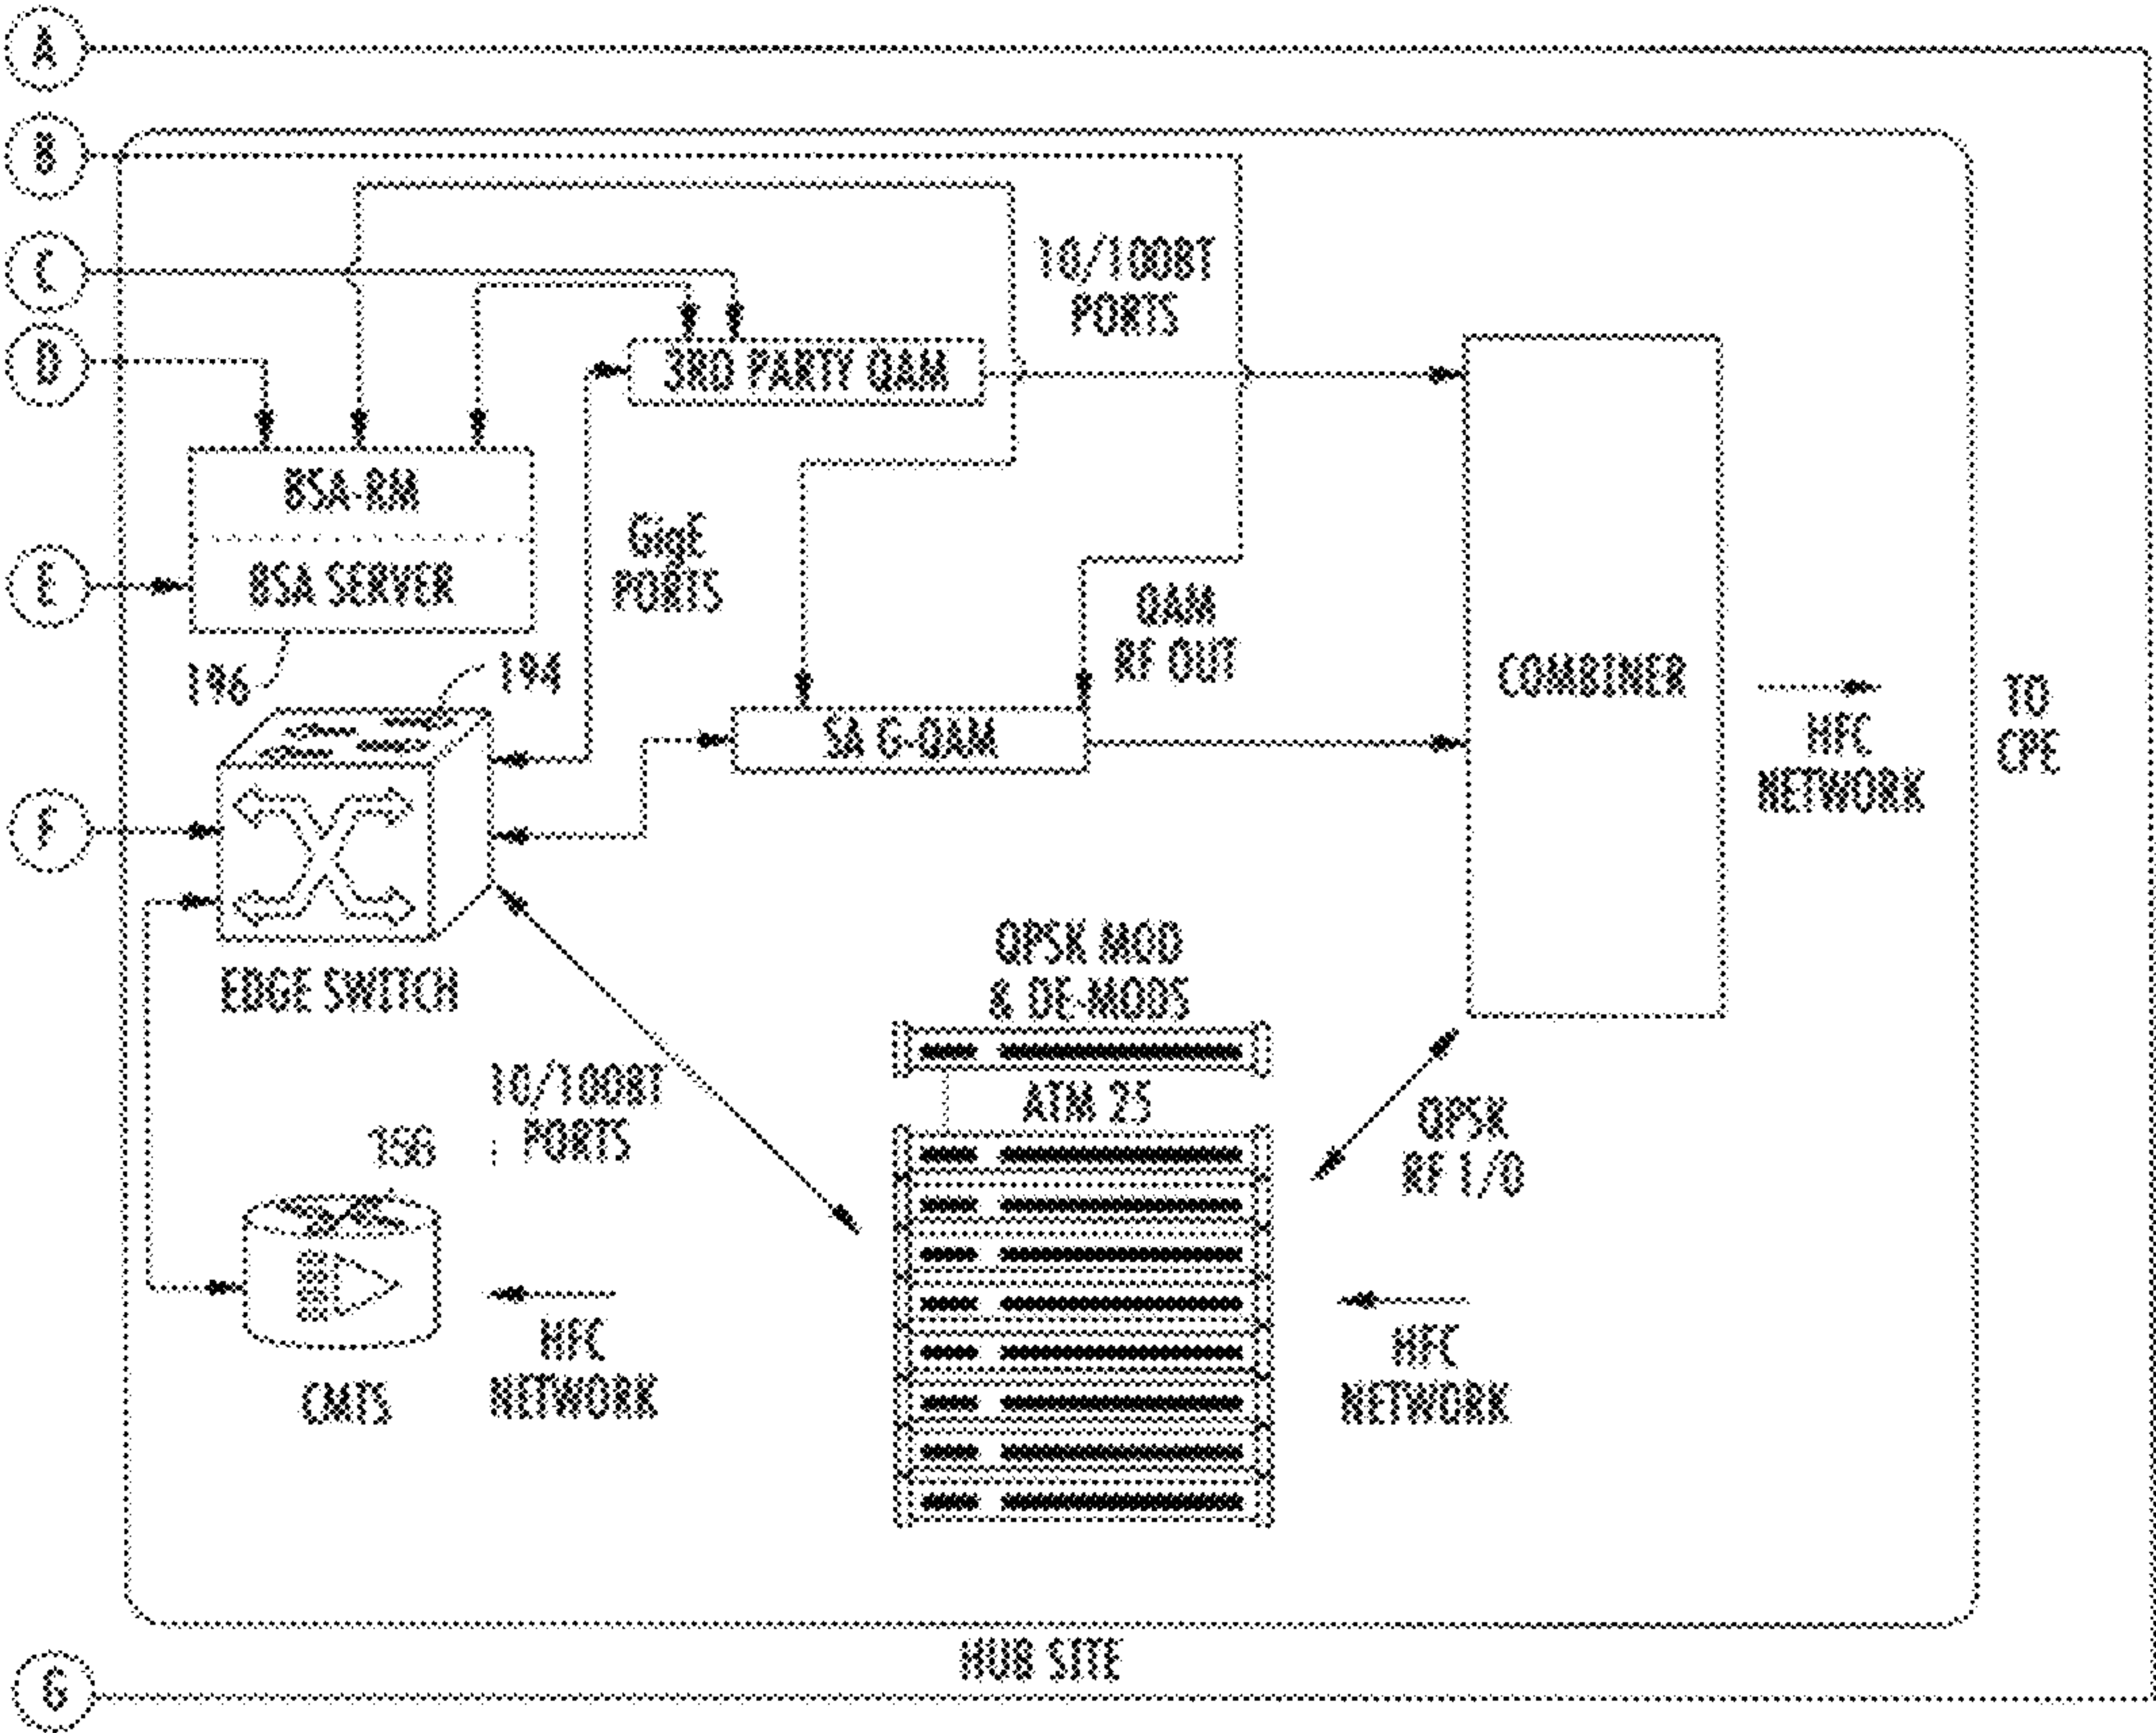 A
B
C
D
E
F
G
10/100BT
PORTS
3RD PARTY QAM
BSA-RM
BSA SERVER
GigE
PORTS
QAM
RF OUT
196
194
SA G-QAM
COMBINER
HFC
NETWORK
TO
CPE
EDGE SWITCH
QPSK MOD
& DE-MODS
ATM 25
10/100BT
PORTS
QPSK
RF I/O
CMTS
HFC
NETWORK
HFC
NETWORK
HUB SITE